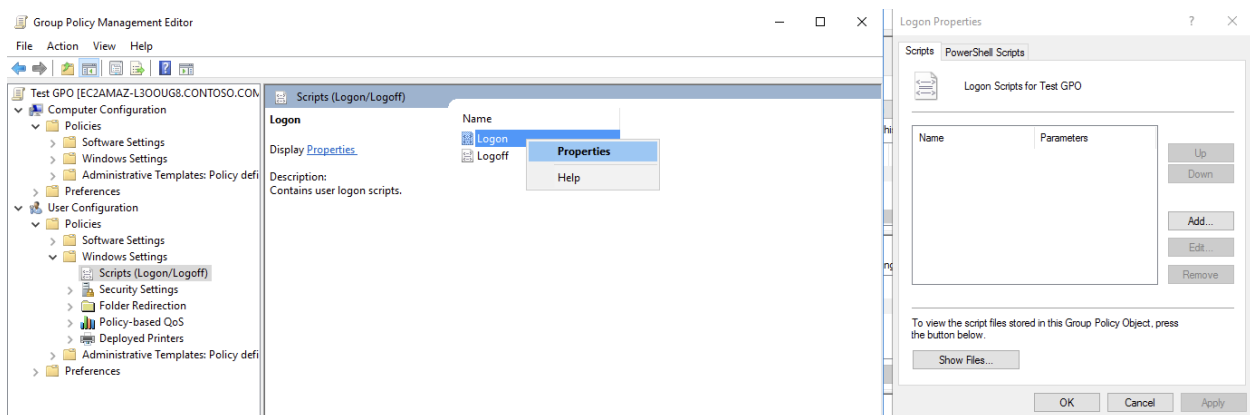 Group Policy Management Editor
File Action View Help
Test GPO [EC2AMAZ-L3OOUG8.CONTOSO.CON
Computer Configuration
Policies
Software Settings
Windows Settings
Administrative Templates: Policy defi
Preferences
User Configuration
Policies
Software Settings
Windows Settings
Scripts (Logon/Logoff)
Security Settings
Folder Redirection
Policy-based QoS
Deployed Printers
Administrative Templates: Policy defi
Preferences
Scripts (Logon/Logoff)
Logon
Display Properties
Description:
Contains user logon scripts.
Name
Logon
Logoff
Properties
Help
Logon Properties
Scripts PowerShell Scripts
Logon Scripts for Test GPO
Name Parameters
Up
Down
Add...
Edit...
Remove
To view the script files stored in this Group Policy Object, press
the button below.
Show Files...
OK Cancel Apply